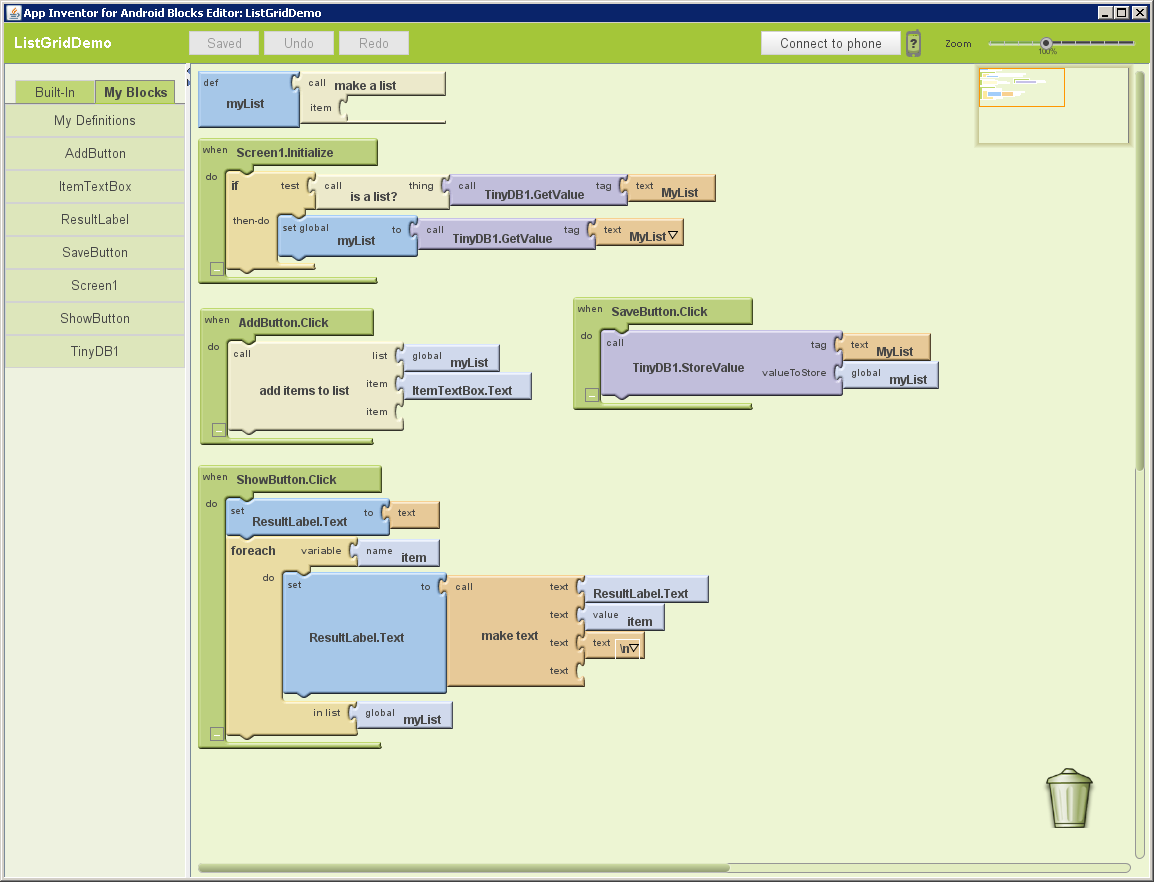 App Inventor for Android Blocks Editor: ListGridDemo
ListGridDemo
Saved
Undo
Redo
Connect to phone
?
Zoom
100%
Built-In
My Blocks
My Definitions
AddButton
ItemTextBox
ResultLabel
SaveButton
Screen1
ShowButton
TinyDB1
def
myList
call make a list
item
when Screen1.Initialize
do
if
test
call is a list? thing
call TinyDB1.GetValue tag
text MyList
then-do
set global myList to
call TinyDB1.GetValue tag
text MyList
when AddButton.Click
do
call add items to list
list
global myList
item
ItemTextBox.Text
item
when SaveButton.Click
do
call TinyDB1.StoreValue
tag
text MyList
valueToStore
global myList
when ShowButton.Click
do
set ResultLabel.Text to
text
foreach variable
name item
do
set ResultLabel.Text to
call make text
text
ResultLabel.Text
text
value item
text
text \n
text
in list
global myList